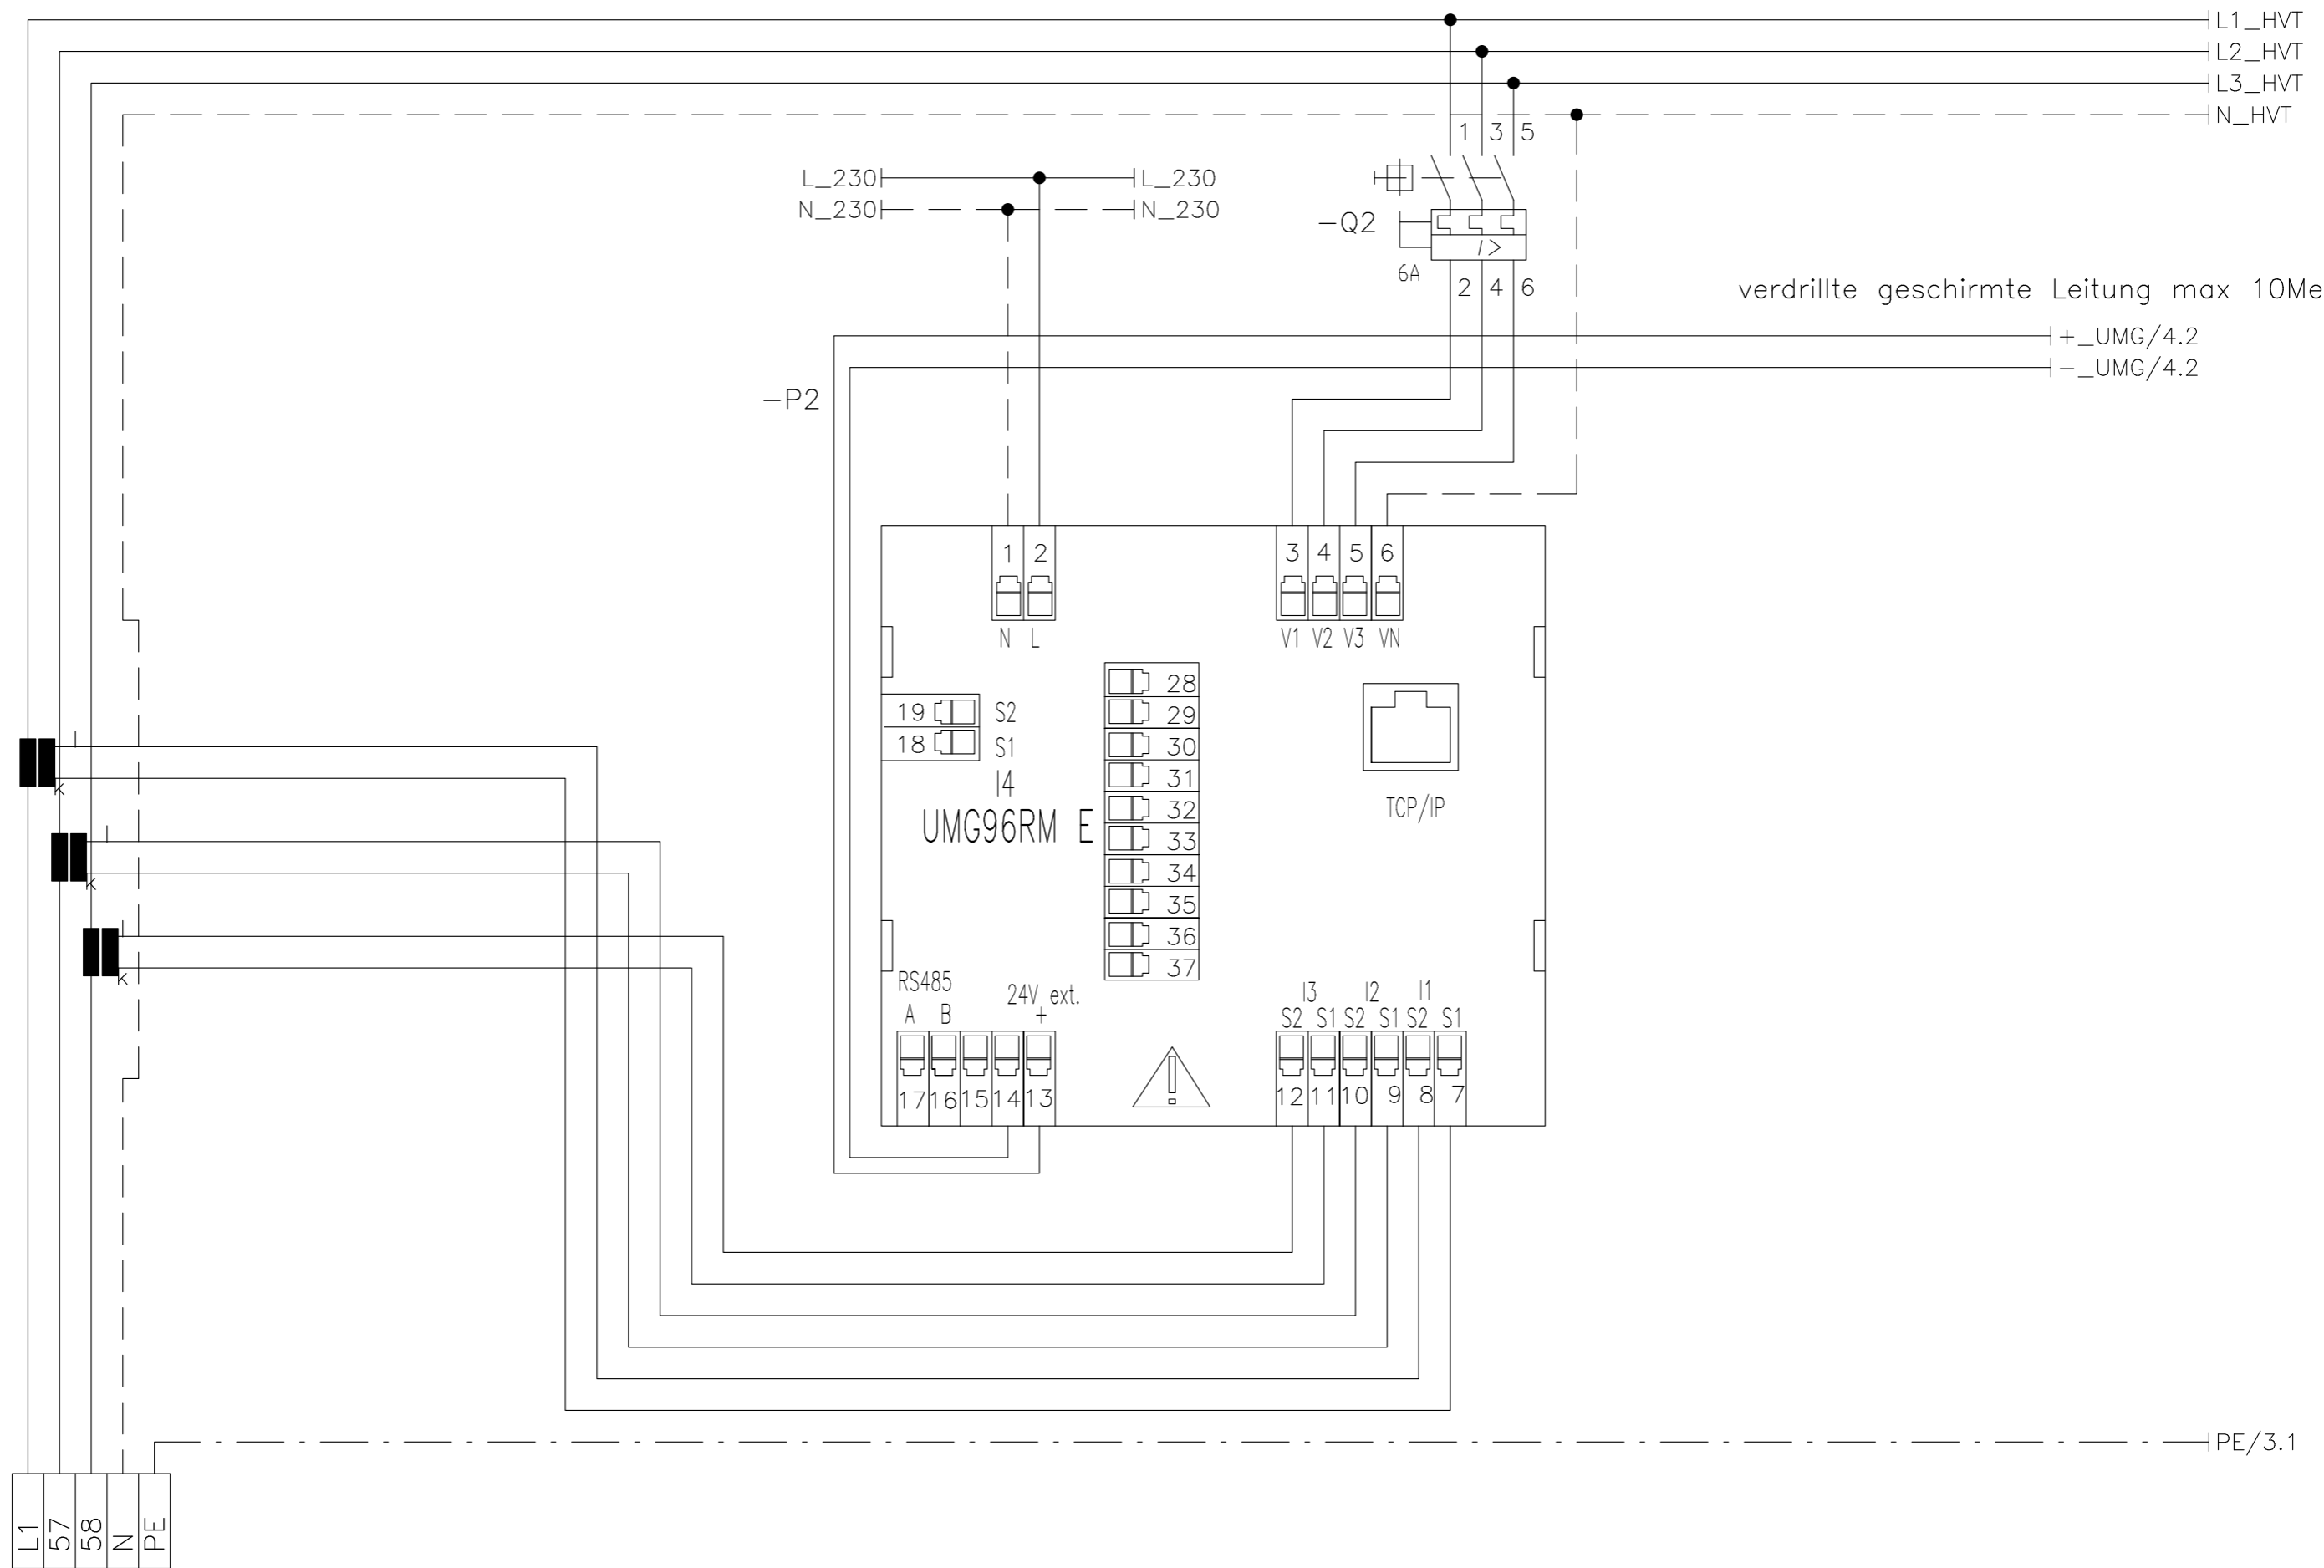 L1_HVT
L2_HVT
L3_HVT
N_HVT
1 3 5
L_230 L_230
N_230 N_230
-Q2
I>
6A
2 4 6
verdrillte geschirmte Leitung max 10Me
+_UMG/4.2
-_UMG/4.2
-P2
1 2 3 4 5 6
N L V1 V2 V3 VN
28
19 S2 29
18 S1 30
I4 31
UMG96RM E 32
TCP/IP
33
34
35
36
37
k
k
k
RS485
A B
24V ext.
+
I3 I2 I1
S2 S1 S2 S1 S2 S1
17 16 15 14 13 12 11 10 9 8 7
PE/3.1
L1
57
58
N
PE